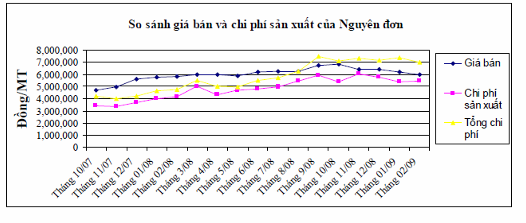 So sánh giá bán và chi phí sản xuất của Nguyên đơn
Đồng/MT
8,000,000
7,000,000
6,000,000
5,000,000
4,000,000
3,000,000
2,000,000
1,000,000
0
Tháng 10/07
Tháng 11/07
Tháng 12/07
Tháng 01/08
Tháng 02/08
Tháng 3/08
Tháng 4/08
Tháng 5/08
Tháng 6/08
Tháng 7/08
Tháng 8/08
Tháng 9/08
Tháng 10/08
Tháng 11/08
Tháng 12/08
Tháng 01/09
Tháng 02/09
Giá bán
Chi phí
sản xuất
Tổng chi
phí